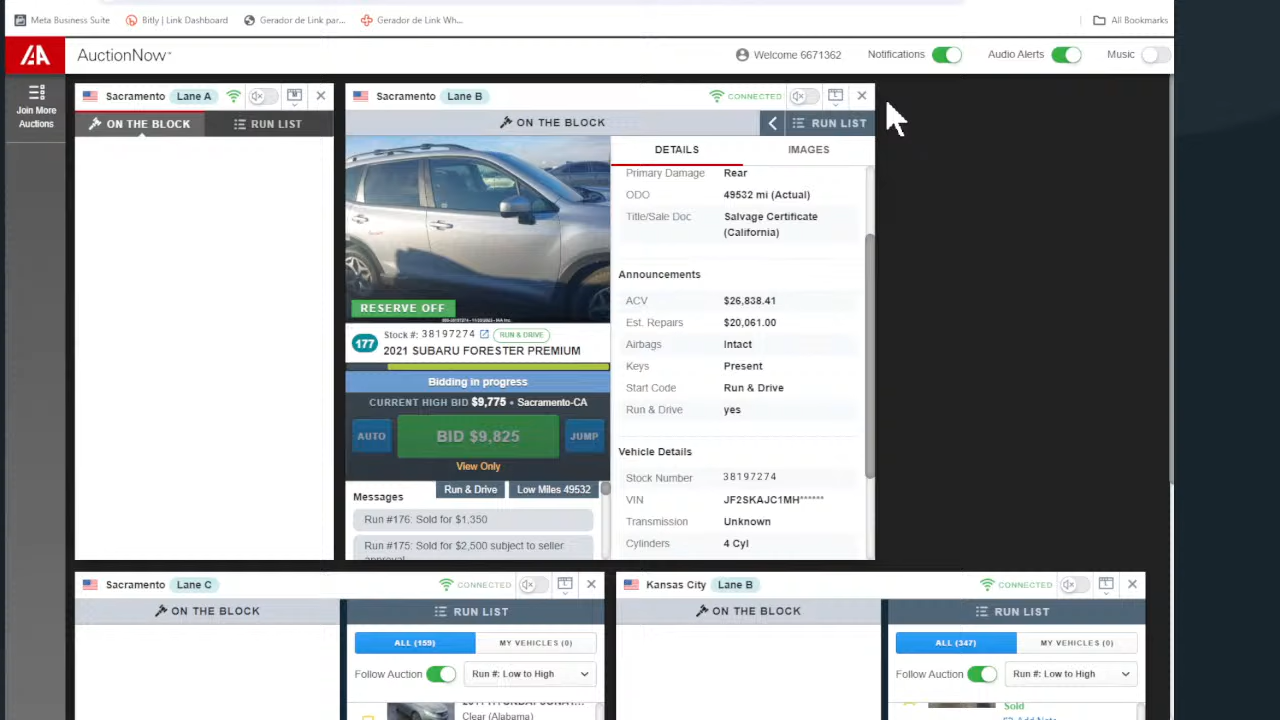 Meta Business Suite
Bitly | Link Dashboard
Gerador de Link par...
Gerador de Link Wh...
All Bookmarks
IAA
AuctionNow™
Welcome 6671362
Notifications
Audio Alerts
Music
Join More
Auctions
Sacramento Lane A
ON THE BLOCK
RUN LIST
Sacramento Lane B
CONNECTED
ON THE BLOCK
RUN LIST
RESERVE OFF
177
Stock #: 38197274
RUN & DRIVE
2021 SUBARU FORESTER PREMIUM
Bidding in progress
CURRENT HIGH BID $9,775 • Sacramento-CA
AUTO
BID $9,825
JUMP
View Only
Messages
Run & Drive
Low Miles 49532
Run #176: Sold for $1,350
Run #175: Sold for $2,500 subject to seller
approval
DETAILS
IMAGES
Primary Damage Rear
ODO 49532 mi (Actual)
Title/Sale Doc Salvage Certificate
(California)
Announcements
ACV $26,838.41
Est. Repairs $20,061.00
Airbags Intact
Keys Present
Start Code Run & Drive
Run & Drive yes
Vehicle Details
Stock Number 38197274
VIN JF2SKAJC1MH******
Transmission Unknown
Cylinders 4 Cyl
Sacramento Lane C
CONNECTED
ON THE BLOCK
RUN LIST
ALL (159)
MY VEHICLES (0)
Follow Auction
Run #: Low to High
Clear (Alabama)
Kansas City Lane B
CONNECTED
ON THE BLOCK
RUN LIST
ALL (347)
MY VEHICLES (0)
Follow Auction
Run #: Low to High
Sold